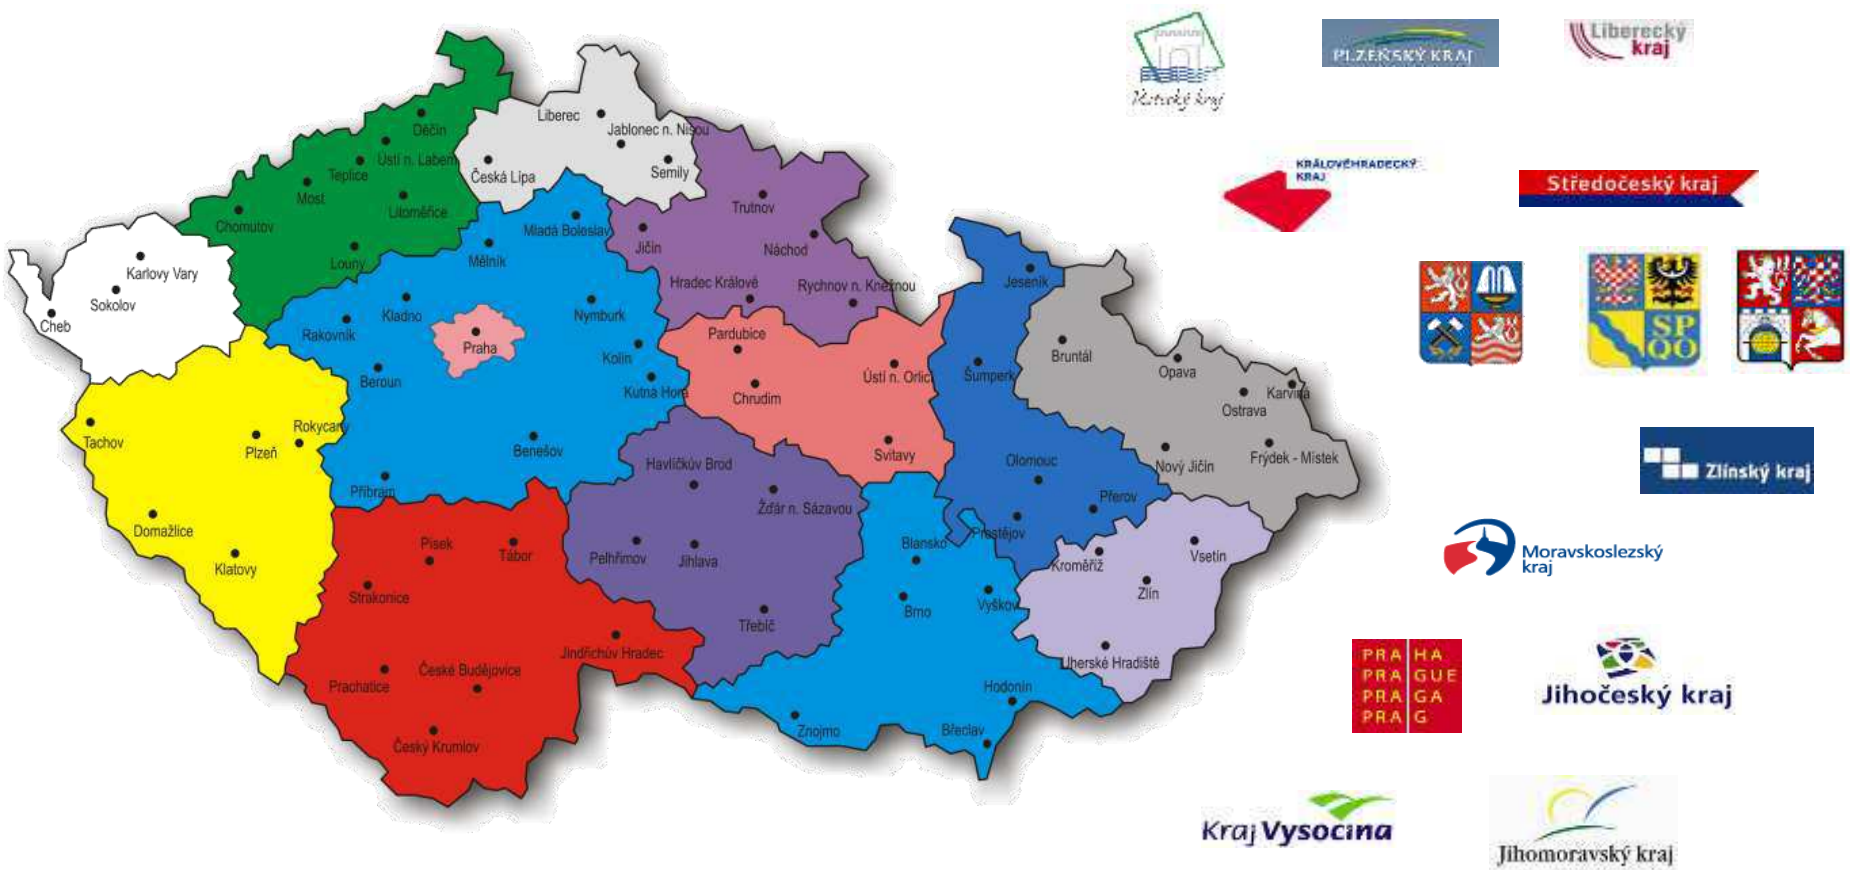 Děčín
Ústí n. Labem
Teplice
Most
Litoměřice
Chomutov
Louny
Liberec
Jablonec n. Nisou
Česká Lípa
Semily
Trutnov
Jičín
Náchod
Hradec Králové
Rychnov n. Kněžnou
Karlovy Vary
Sokolov
Cheb
Mladá Boleslav
Mělník
Kladno
Rakovník
Nymburk
Praha
Kolín
Beroun
Kutná Hora
Benešov
Příbram
Pardubice
Ústí n. Orlicí
Chrudim
Svitavy
Jeseník
Šumperk
Olomouc
Přerov
Prostějov
Bruntál
Opava
Ostrava
Karviná
Nový Jičín
Frýdek - Místek
Tachov
Rokycany
Plzeň
Domažlice
Klatovy
Havlíčkův Brod
Žďár n. Sázavou
Pelhřimov
Jihlava
Třebíč
Písek
Tábor
Strakonice
Jindřichův Hradec
České Budějovice
Prachatice
Český Krumlov
Blansko
Brno
Vyškov
Znojmo
Hodonín
Břeclav
Kroměříž
Vsetín
Zlín
Uherské Hradiště
kraj
PLZEŇSKÝ KRAJ
Liberecký
kraj
KRÁLOVÉHRADECKÝ
KRAJ
Středočeský kraj
SP
QO
Zlínský kraj
Moravskoslezský
kraj
PRA HA
PRA GUE
PRA GA
PRA G
Jihočeský kraj
Kraj Vysočina
Jihomoravský kraj